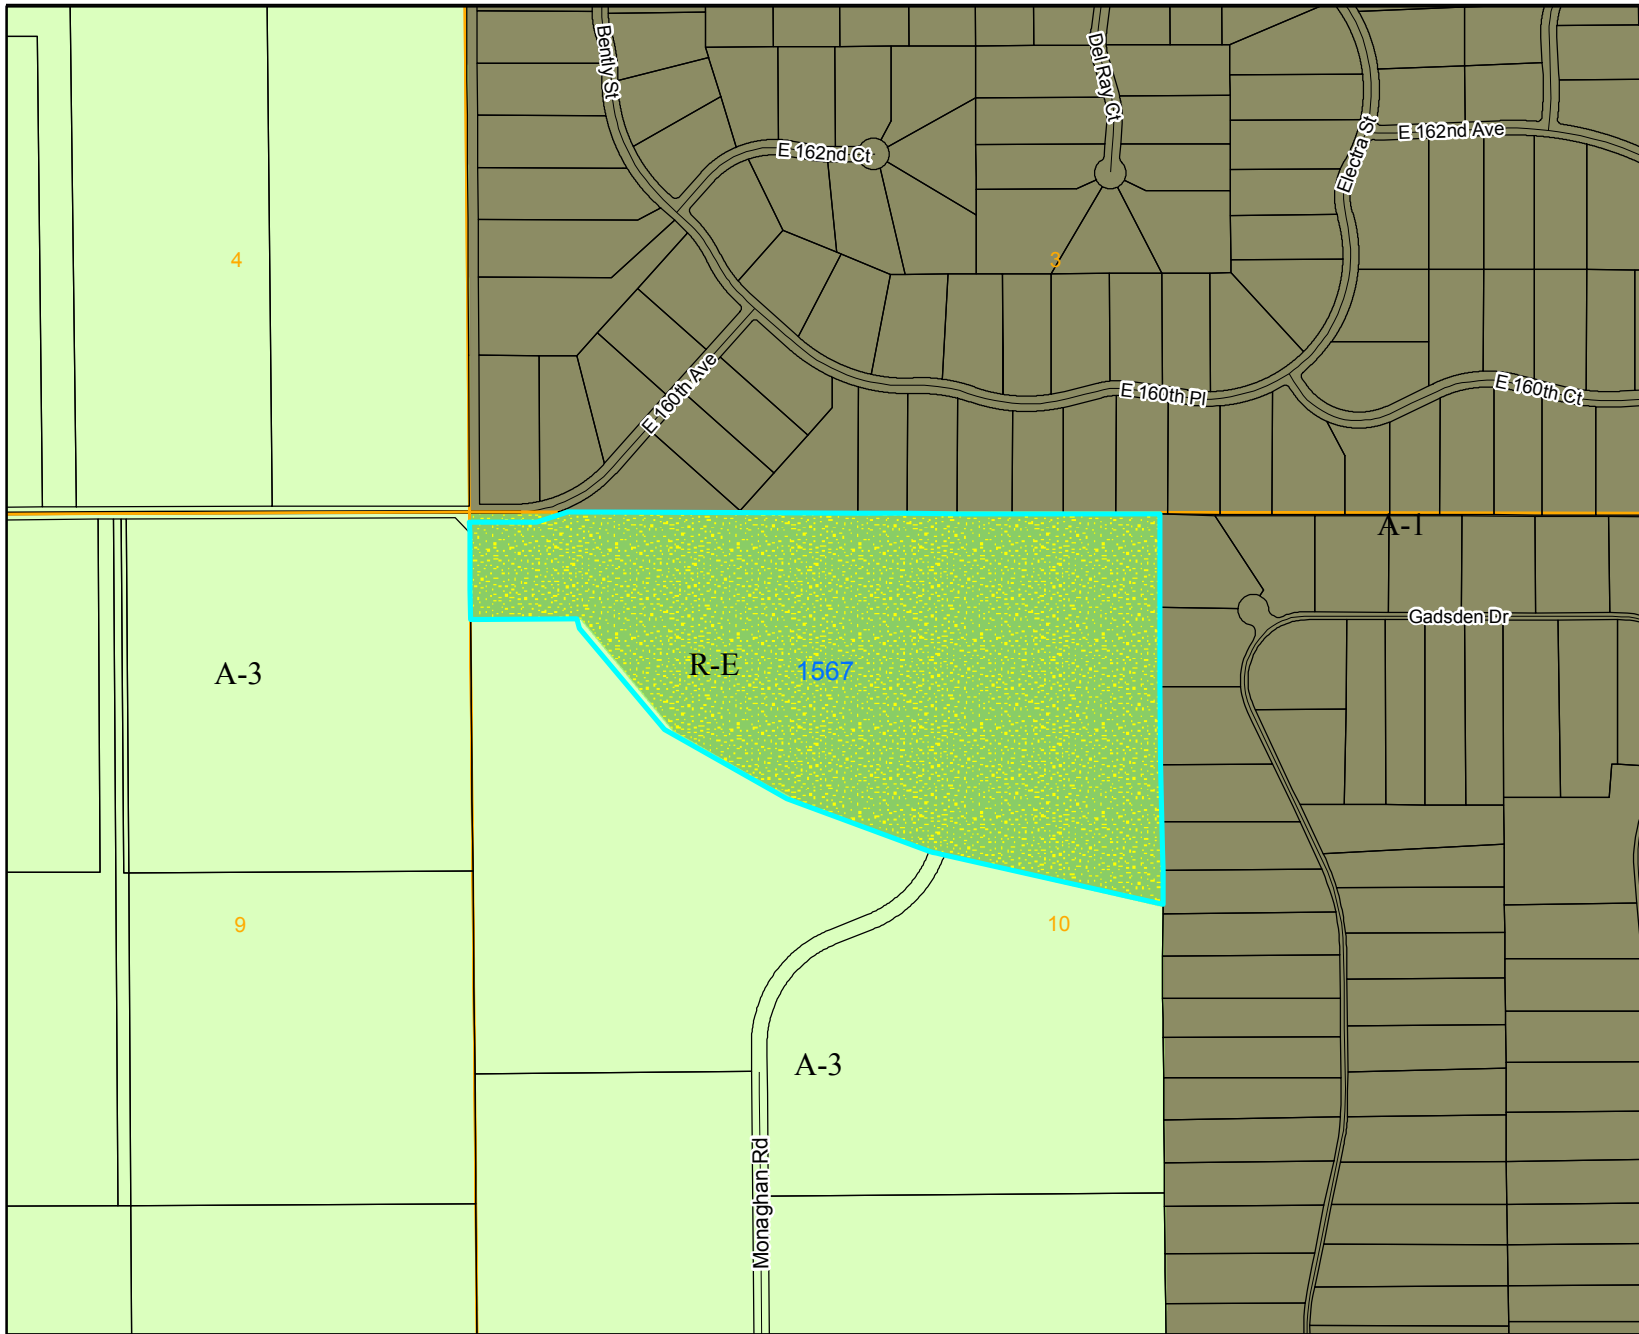 Bently St
Del Ray Ct
E 162nd Ave
E 162nd Ct
Electra St
4
3
E 160th Ave
E 160th Pl
E 160th Ct
A-1
Gadsden Dr
A-3
R-E
1567
9
10
A-3
Monaghan Rd